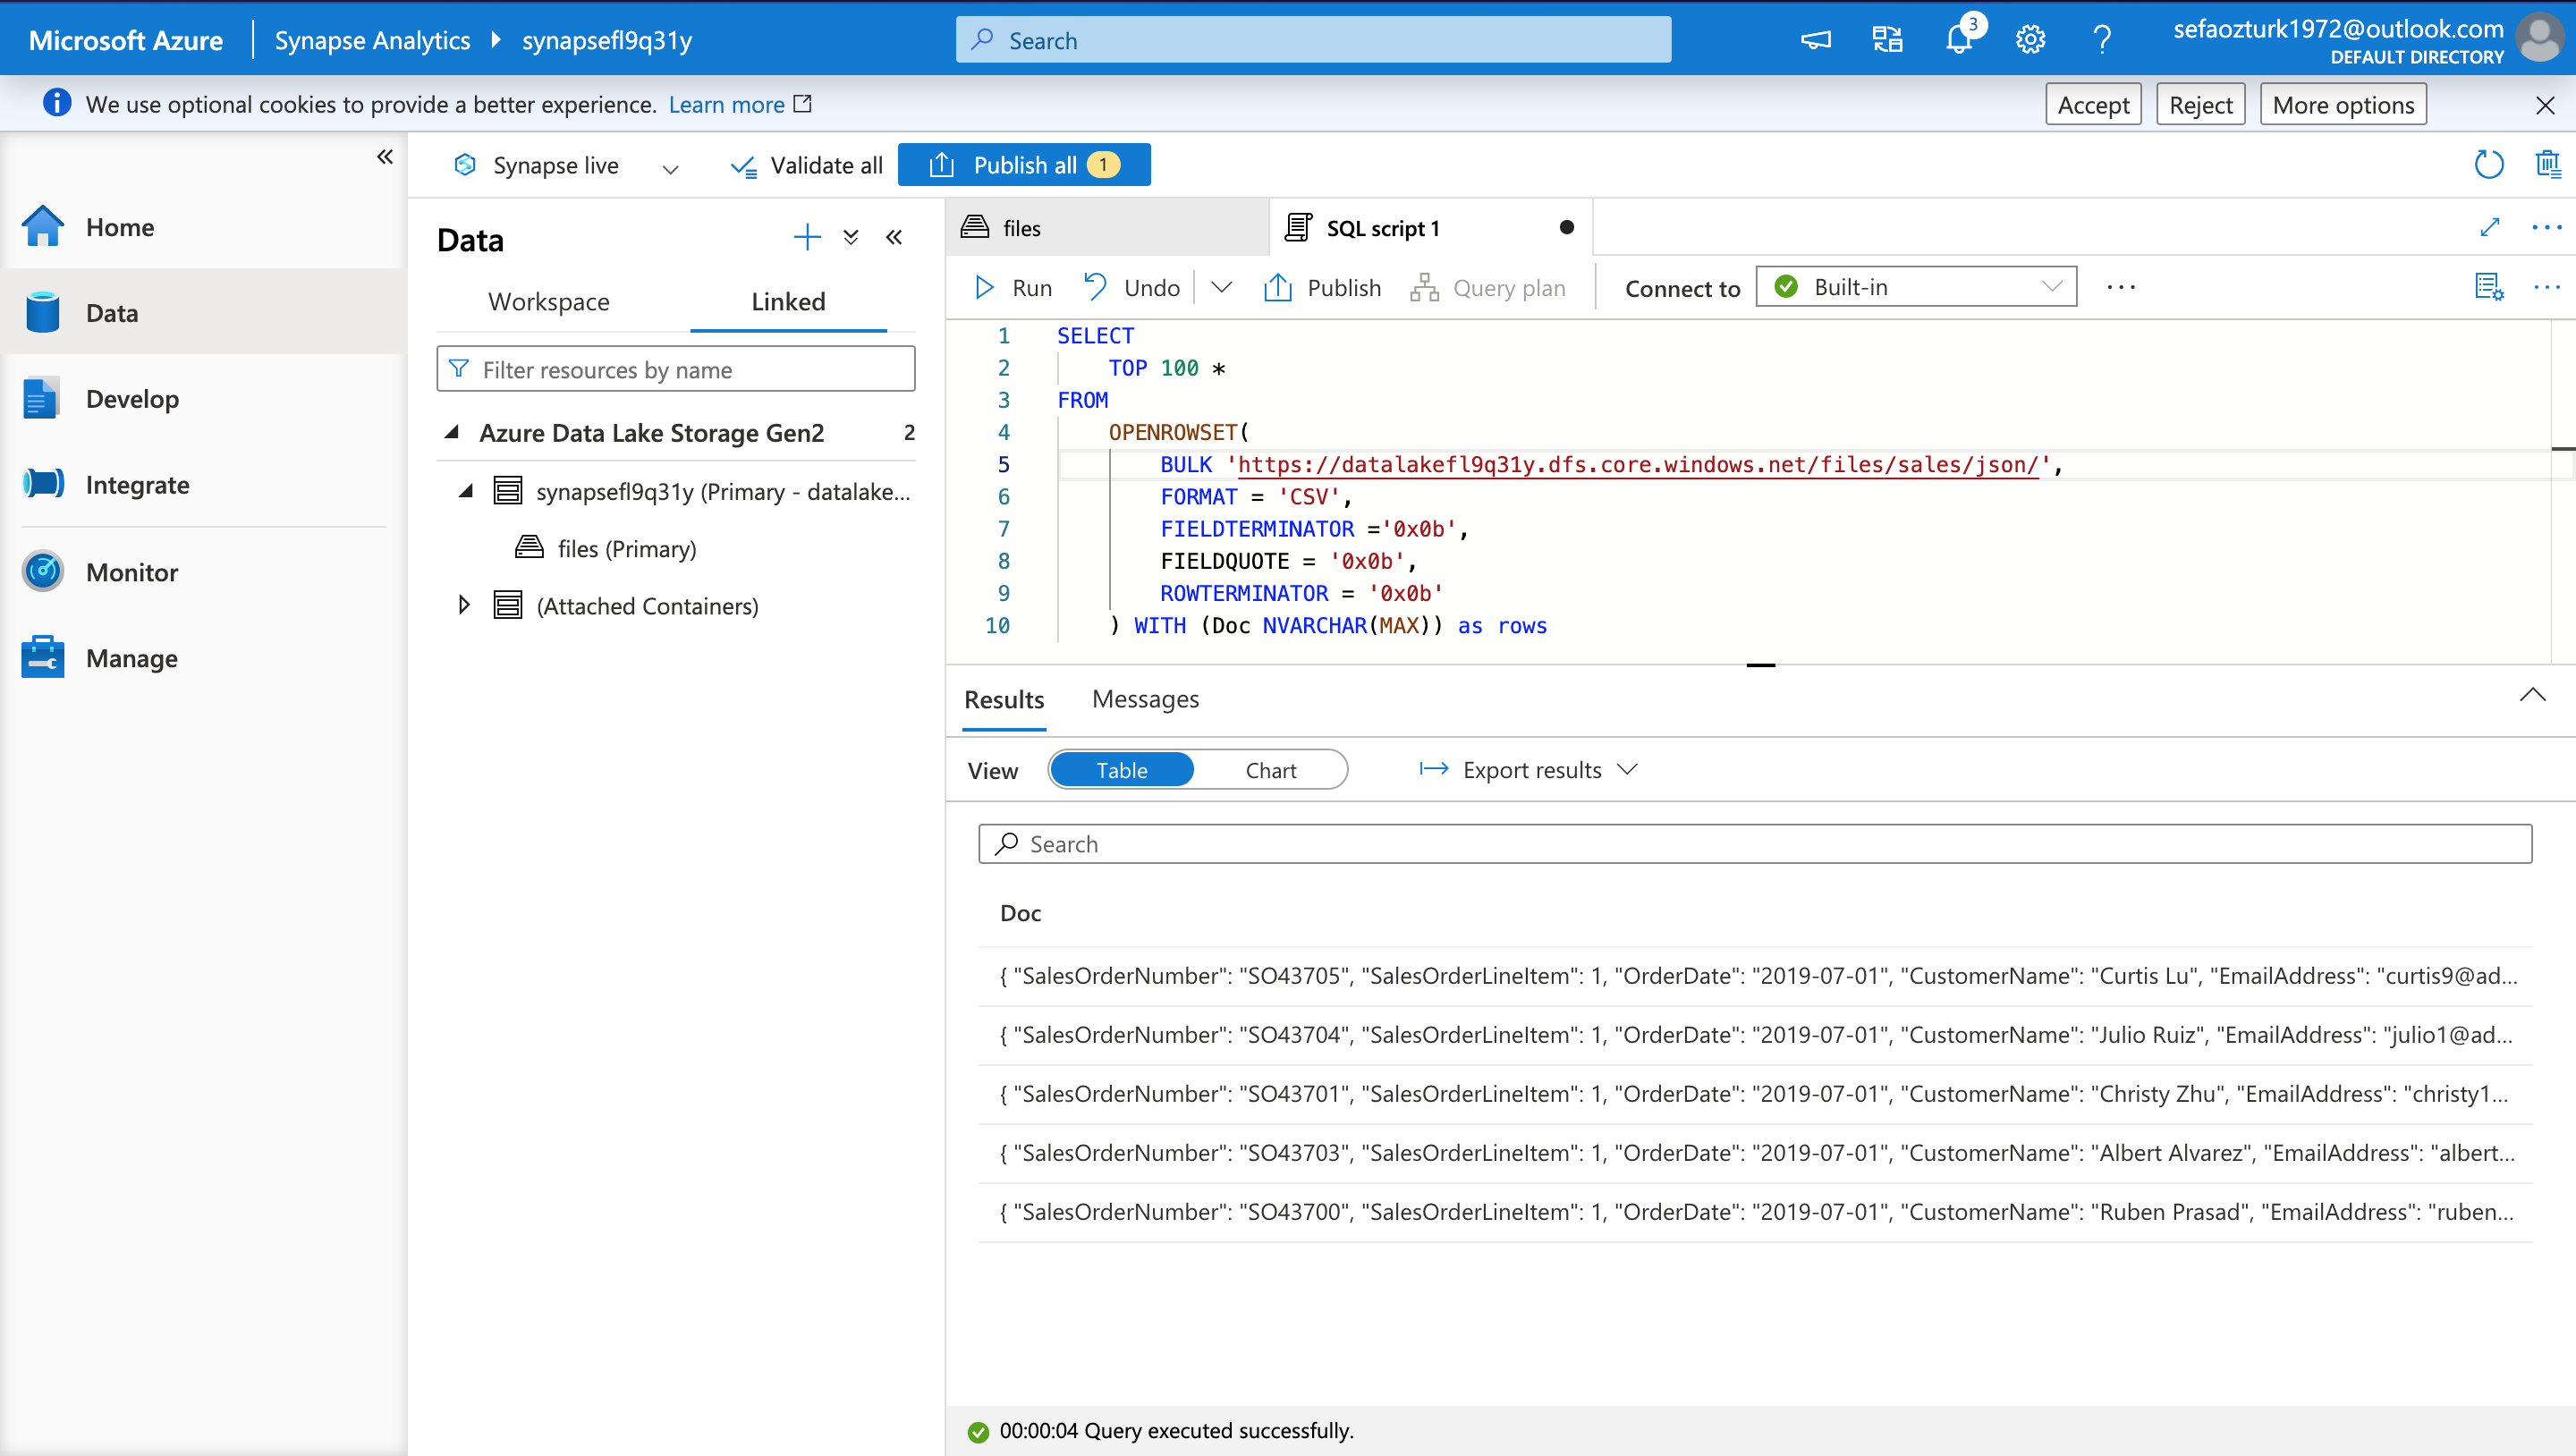 Microsoft Azure
Synapse Analytics
synapsefl9q31y
Search
3
sefaozturk1972@outlook.com
DEFAULT DIRECTORY
We use optional cookies to provide a better experience. Learn more
Accept
Reject
More options
Synapse live
Validate all
Publish all 1
Home
Data
Develop
Integrate
Monitor
Manage
Data
Workspace
Linked
Filter resources by name
Azure Data Lake Storage Gen2 2
synapsefl9q31y (Primary - datalake...
files (Primary)
(Attached Containers)
files
SQL script 1
Run
Undo
Publish
Query plan
Connect to
Built-in
1 SELECT
2 TOP 100 *
3 FROM
4 OPENROWSET(
5 BULK 'https://datalakefl9q31y.dfs.core.windows.net/files/sales/json/',
6 FORMAT = 'CSV',
7 FIELDTERMINATOR ='0x0b',
8 FIELDQUOTE = '0x0b',
9 ROWTERMINATOR = '0x0b'
10 ) WITH (Doc NVARCHAR(MAX)) as rows
Results
Messages
View
Table
Chart
Export results
Search
Doc
{ "SalesOrderNumber": "SO43705", "SalesOrderLineItem": 1, "OrderDate": "2019-07-01", "CustomerName": "Curtis Lu", "EmailAddress": "curtis9@ad...
{ "SalesOrderNumber": "SO43704", "SalesOrderLineItem": 1, "OrderDate": "2019-07-01", "CustomerName": "Julio Ruiz", "EmailAddress": "julio1@ad...
{ "SalesOrderNumber": "SO43701", "SalesOrderLineItem": 1, "OrderDate": "2019-07-01", "CustomerName": "Christy Zhu", "EmailAddress": "christy1...
{ "SalesOrderNumber": "SO43703", "SalesOrderLineItem": 1, "OrderDate": "2019-07-01", "CustomerName": "Albert Alvarez", "EmailAddress": "albert...
{ "SalesOrderNumber": "SO43700", "SalesOrderLineItem": 1, "OrderDate": "2019-07-01", "CustomerName": "Ruben Prasad", "EmailAddress": "ruben...
00:00:04 Query executed successfully.